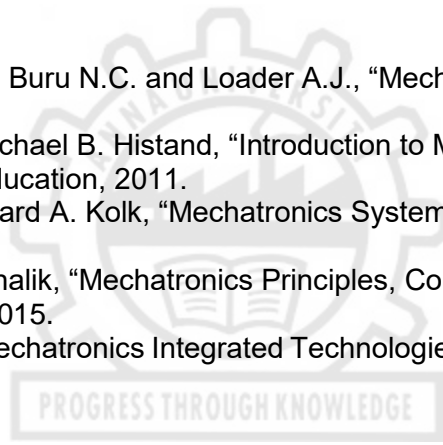 Buru N.C. and Loader A.J., “Mech
chael B. Histand, “Introduction to M
ducation, 2011.
ard A. Kolk, “Mechatronics System
nalik, “Mechatronics Principles, Co
015.
echatronics Integrated Technologie
PROGRESS THROUGH KNOWLEDGE